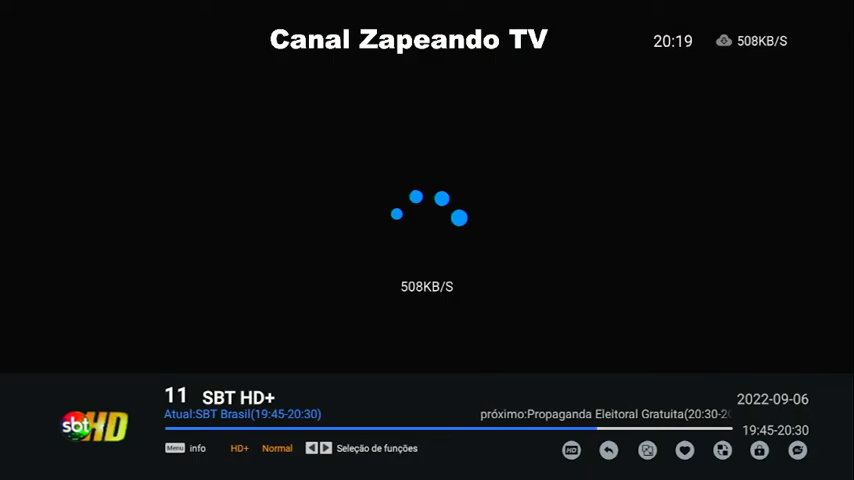 Canal Zapeando TV
20:19
508KB/S
508KB/S
11 SBT HD+
2022-09-06
Atual:SBT Brasil(19:45-20:30)
próximo:Propaganda Eleitoral Gratuita(20:30-20
19:45-20:30
sbt HD
Menu info HD+ Normal Seleção de funções
HD